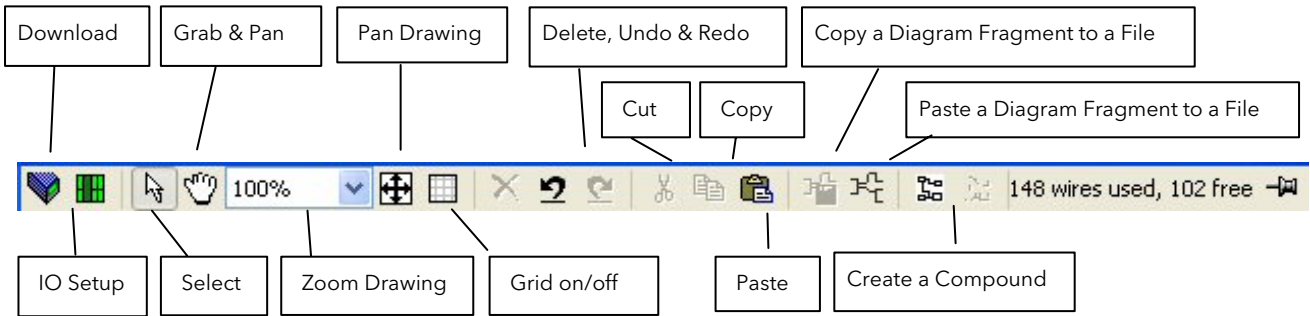 Download
Grab & Pan
Pan Drawing
Delete, Undo & Redo
Copy a Diagram Fragment to a File
Cut
Copy
Paste a Diagram Fragment to a File
100%
148 wires used, 102 free
IO Setup
Select
Zoom Drawing
Grid on/off
Paste
Create a Compound